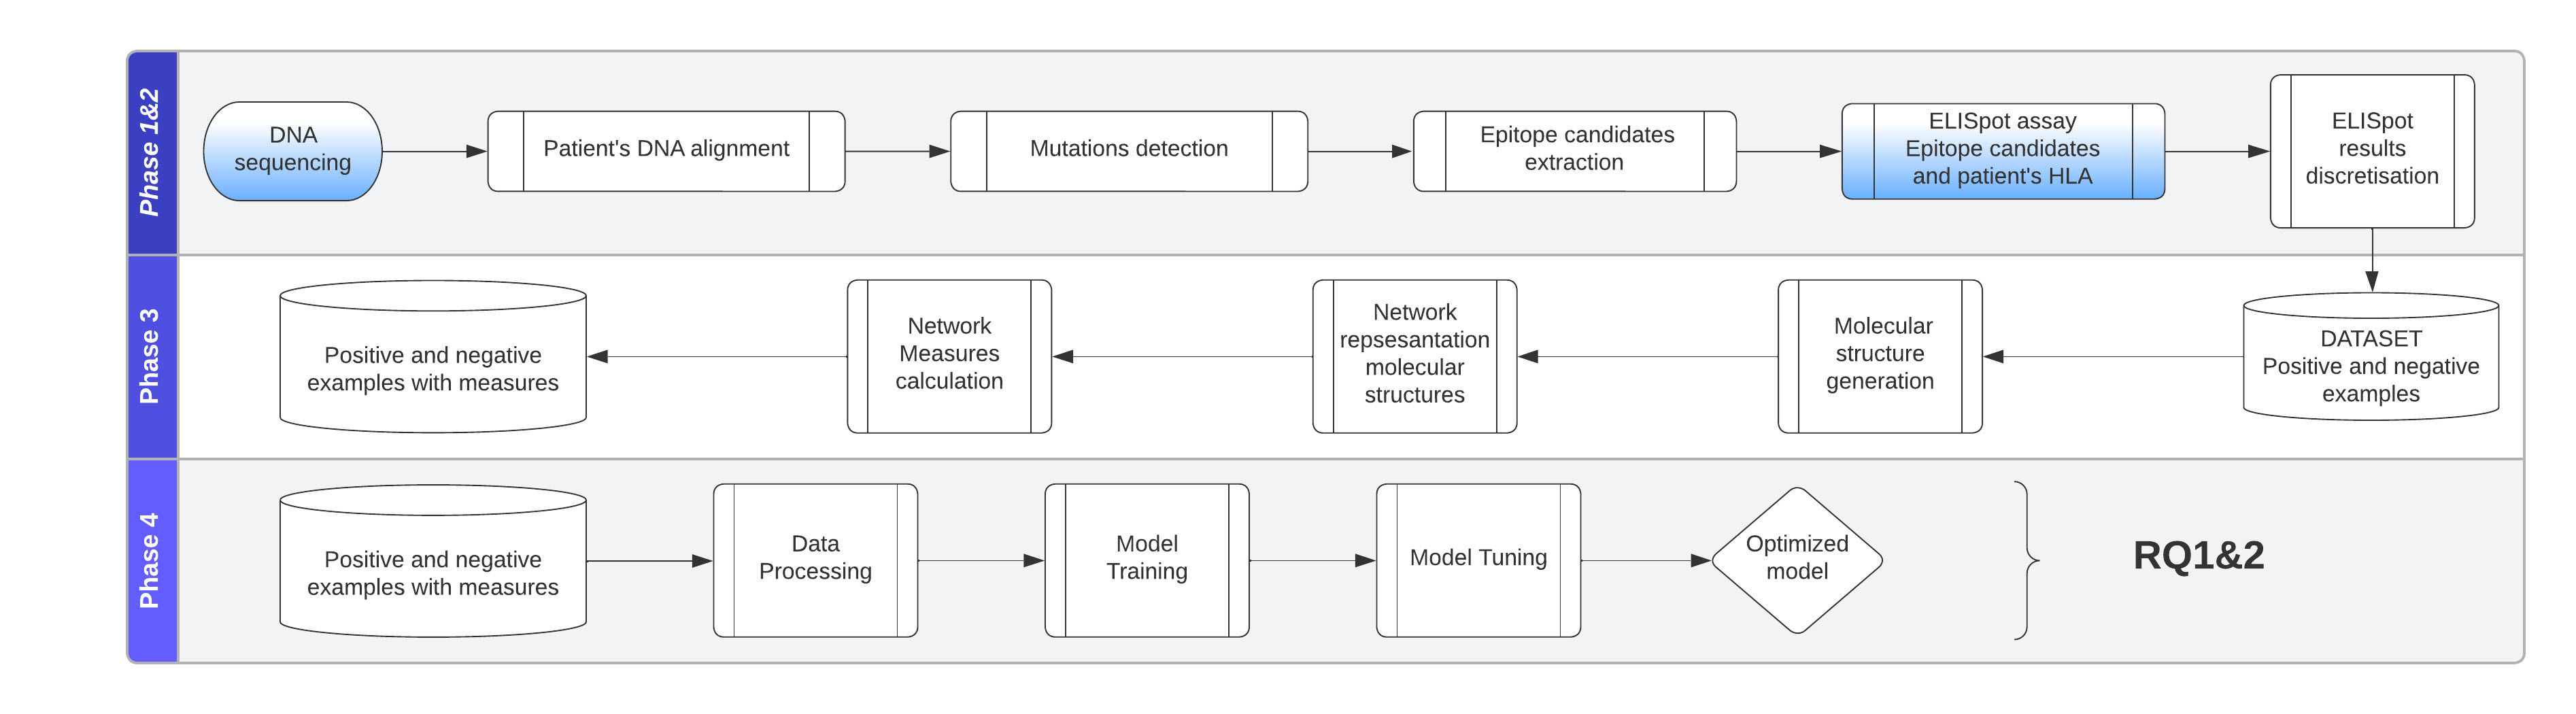 Phase 1&2
DNA
sequencing
Patient's DNA alignment
Mutations detection
Epitope candidates
extraction
ELISpot assay
Epitope candidates
and patient's HLA
ELISpot
results
discretisation
Phase 3
Positive and negative
examples with measures
Network
Measures
calculation
Network
repsesantation
molecular
structures
Molecular
structure
generation
DATASET
Positive and negative
examples
Phase 4
Positive and negative
examples with measures
Data
Processing
Model
Training
Model Tuning
Optimized
model
RQ1&2